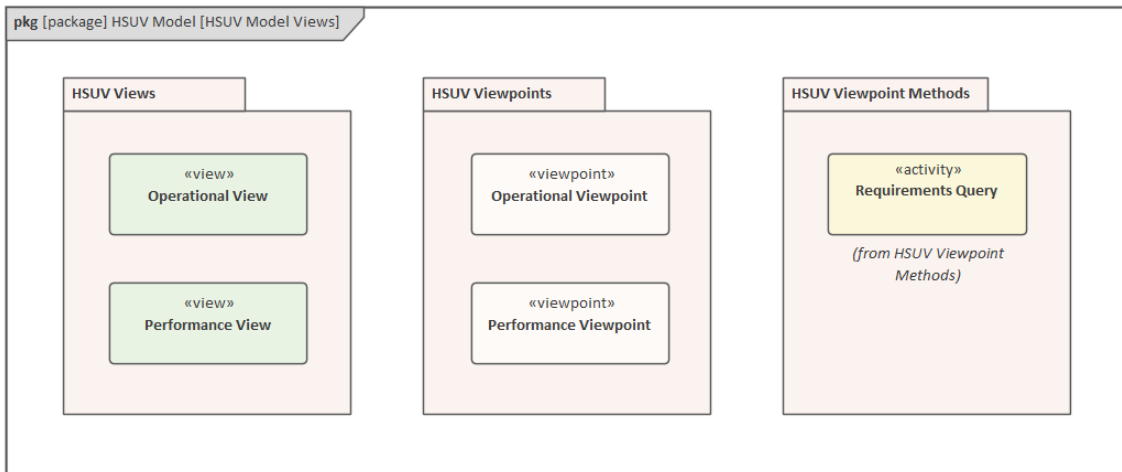 pkg [package] HSUV Model [HSUV Model Views]
HSUV Views
«view»
Operational View
«view»
Performance View
HSUV Viewpoints
«viewpoint»
Operational Viewpoint
«viewpoint»
Performance Viewpoint
HSUV Viewpoint Methods
«activity»
Requirements Query
(from HSUV Viewpoint
Methods)